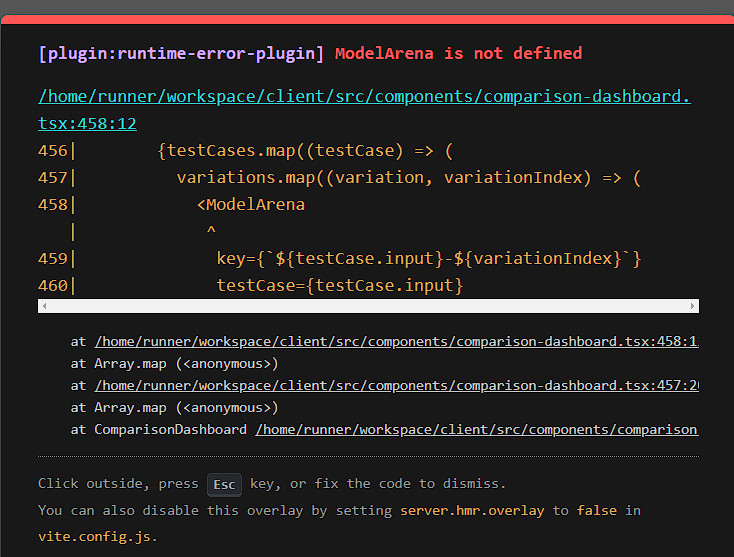 [plugin:runtime-error-plugin] ModelArena is not defined
/home/runner/workspace/client/src/components/comparison-dashboard.
tsx:458:12
456|        {testCases.map((testCase) => (
457|          variations.map((variation, variationIndex) => (
458|            <ModelArena
   |             ^
459|              key={`${testCase.input}-${variationIndex}`}
460|              testCase={testCase.input}
at /home/runner/workspace/client/src/components/comparison-dashboard.tsx:458:1
at Array.map (<anonymous>)
at /home/runner/workspace/client/src/components/comparison-dashboard.tsx:457:2
at Array.map (<anonymous>)
at ComparisonDashboard /home/runner/workspace/client/src/components/comparison
Click outside, press Esc key, or fix the code to dismiss.
You can also disable this overlay by setting server.hmr.overlay to false in
vite.config.js.